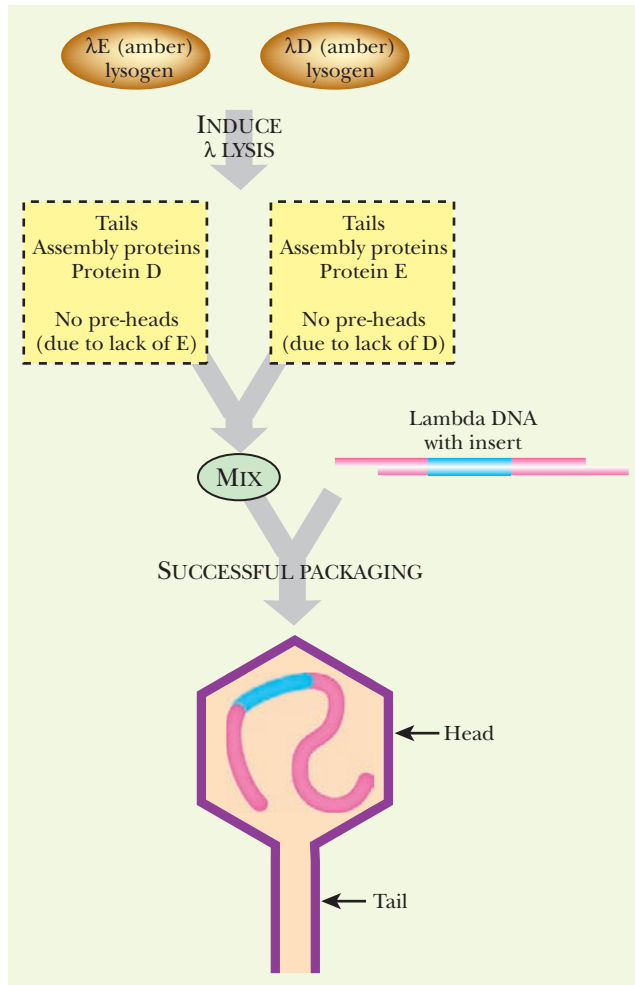 λE (amber)
lysogen
λD (amber)
lysogen
INDUCE
λ LYSIS
Tails
Assembly proteins
Protein D
No pre-heads
(due to lack of E)
Tails
Assembly proteins
Protein E
No pre-heads
(due to lack of D)
Lambda DNA
with insert
MIX
SUCCESSFUL PACKAGING
Head
Tail